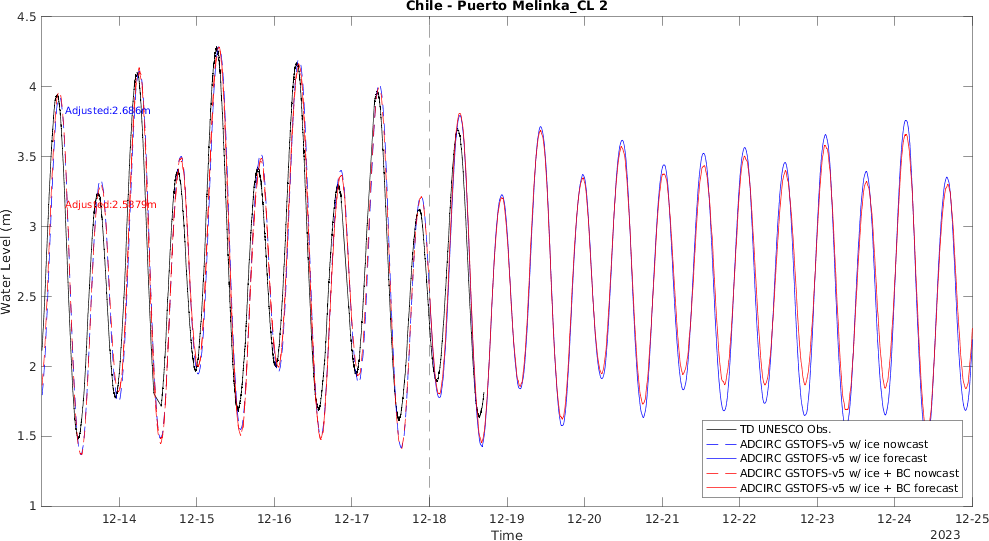 Chile - Puerto Melinka_CL 2
4.5
4
3.5
3
2.5
2
1.5
1
Water Level (m)
Adjusted:2.686m
Adjusted:2.5879m
12-14
12-15
12-16
12-17
12-18
12-19
12-20
12-21
12-22
12-23
12-24
12-25
2023
Time
TD UNESCO Obs.
ADCIRC GSTOFS-v5 w/ ice nowcast
ADCIRC GSTOFS-v5 w/ ice forecast
ADCIRC GSTOFS-v5 w/ ice + BC nowcast
ADCIRC GSTOFS-v5 w/ ice + BC forecast